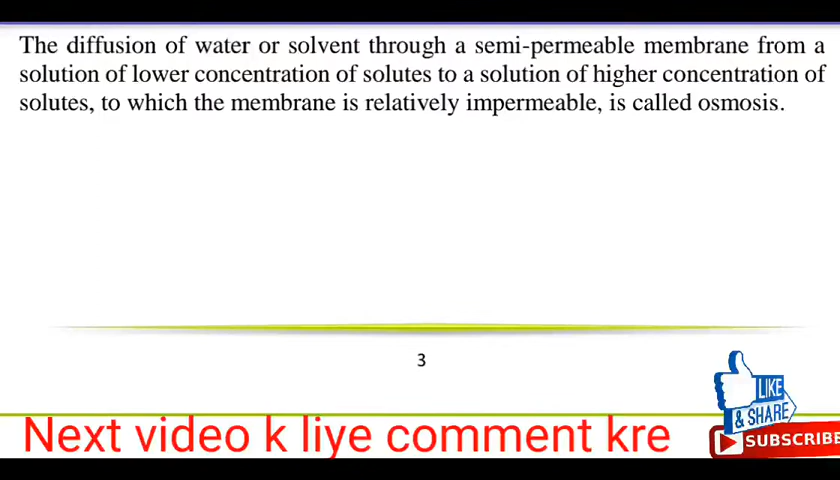 The diffusion of water or solvent through a semi-permeable membrane from a
solution of lower concentration of solutes to a solution of higher concentration of
solutes, to which the membrane is relatively impermeable, is called osmosis.
3
LIKE
& SHARE
Next video k liye comment kre
SUBSCRIBE